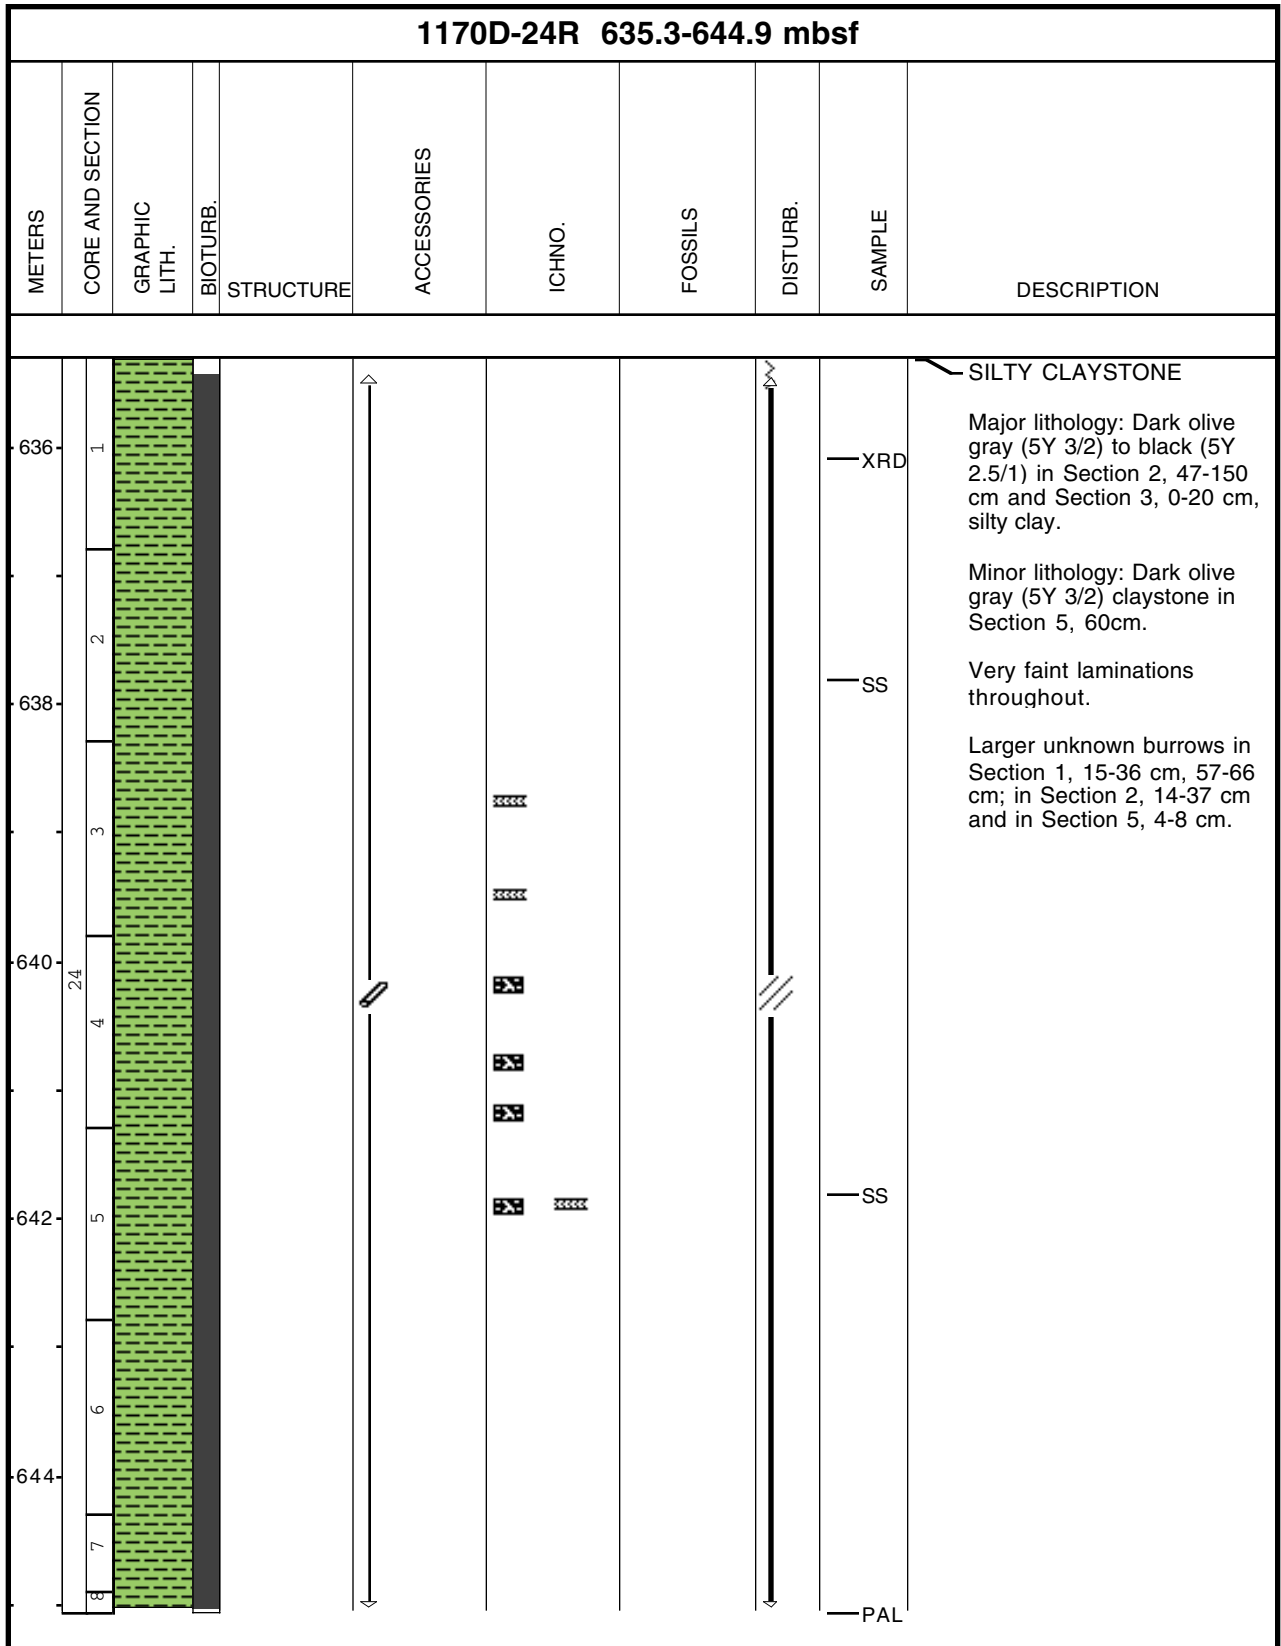 1170D-24R 635.3-644.9 mbsf
METERS
CORE AND SECTION
GRAPHIC
LITH.
BIOTURB.
STRUCTURE
ACCESSORIES
ICHNO.
FOSSILS
DISTURB.
SAMPLE
DESCRIPTION
636
638
640
642
644
24
1
2
3
4
5
6
7
8
XRD
SS
SS
PAL
SILTY CLAYSTONE
Major lithology: Dark olive
gray (5Y 3/2) to black (5Y
2.5/1) in Section 2, 47-150
cm and Section 3, 0-20 cm,
silty clay.
Minor lithology: Dark olive
gray (5Y 3/2) claystone in
Section 5, 60cm.
Very faint laminations
throughout.
Larger unknown burrows in
Section 1, 15-36 cm, 57-66
cm; in Section 2, 14-37 cm
and in Section 5, 4-8 cm.